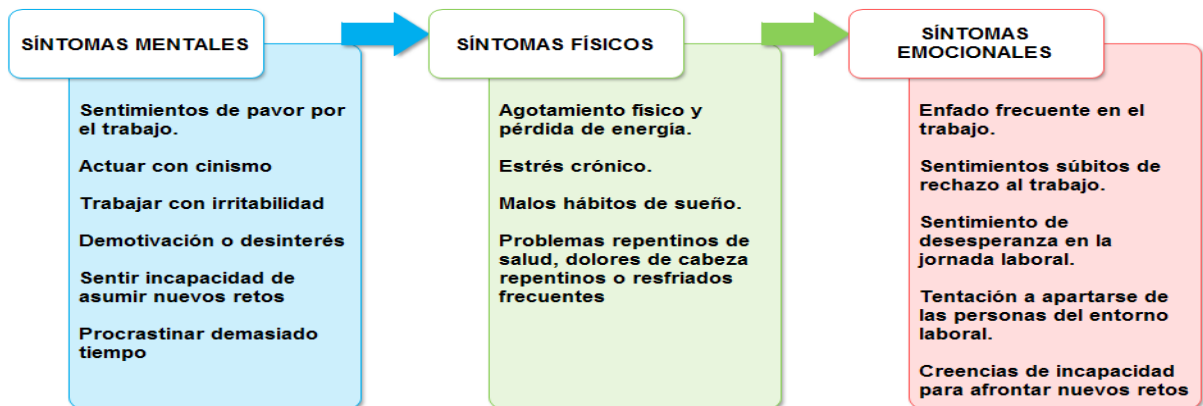 SÍNTOMAS MENTALES
Sentimientos de pavor por
el trabajo.
Actuar con cinismo
Trabajar con irritabilidad
Demotivación o desinterés
Sentir incapacidad de
asumir nuevos retos
Procrastinar demasiado
tiempo
SÍNTOMAS FÍSICOS
Agotamiento físico y
pérdida de energía.
Estrés crónico.
Malos hábitos de sueño.
Problemas repentinos de
salud, dolores de cabeza
repentinos o resfriados
frecuentes
SÍNTOMAS
EMOCIONALES
Enfado frecuente en el
trabajo.
Sentimientos súbitos de
rechazo al trabajo.
Sentimiento de
desesperanza en la
jornada laboral.
Tentación a apartarse de
las personas del entorno
laboral.
Creencias de incapacidad
para afrontar nuevos retos